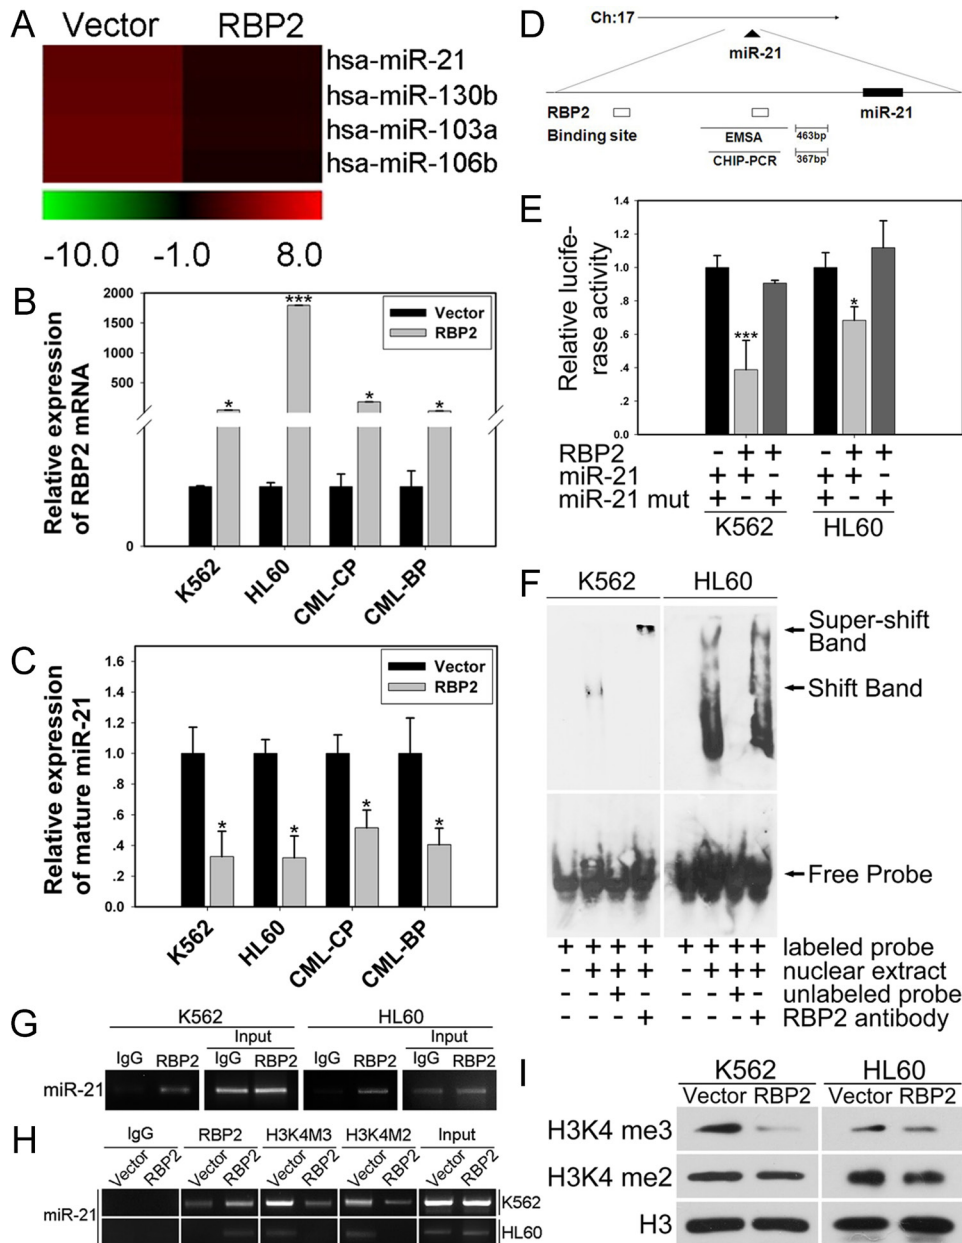 A
Vector RBP2
hsa-miR-21
hsa-miR-130b
hsa-miR-103a
hsa-miR-106b
-10.0 -1.0 8.0
B
Relative expression
of RBP2 mRNA
2000
1500
1000
500
0
Vector
RBP2
* *** * *
K562 HL60 CML-CP CML-BP
C
Relative expression
of mature miR-21
1.6
1.4
1.2
1.0
.8
.6
.4
.2
0.0
Vector
RBP2
* * * *
K562 HL60 CML-CP CML-BP
D
Ch:17
miR-21
RBP2
Binding site
miR-21
EMSA 463bp
CHIP-PCR 367bp
E
Relative lucife-
rase activity
1.4
1.2
1.0
.8
.6
.4
.2
0.0
*** *
RBP2 - + + - + +
miR-21 + + + + + +
miR-21 mut + - + + - +
K562 HL60
F
K562 HL60
Super-shift
Band
Shift Band
Free Probe
+ + + + + + + + labeled probe
- + + + - + + + nuclear extract
- - + - - - + - unlabeled probe
- - - + - - - + RBP2 antibody
G
K562 HL60
Input Input
IgG RBP2 IgG RBP2 IgG RBP2 IgG RBP2
miR-21
H
IgG RBP2 H3K4M3 H3K4M2 Input
Vector RBP2 Vector RBP2 Vector RBP2 Vector RBP2 Vector RBP2
miR-21
K562
HL60
I
K562 HL60
Vector RBP2 Vector RBP2
H3K4 me3
H3K4 me2
H3